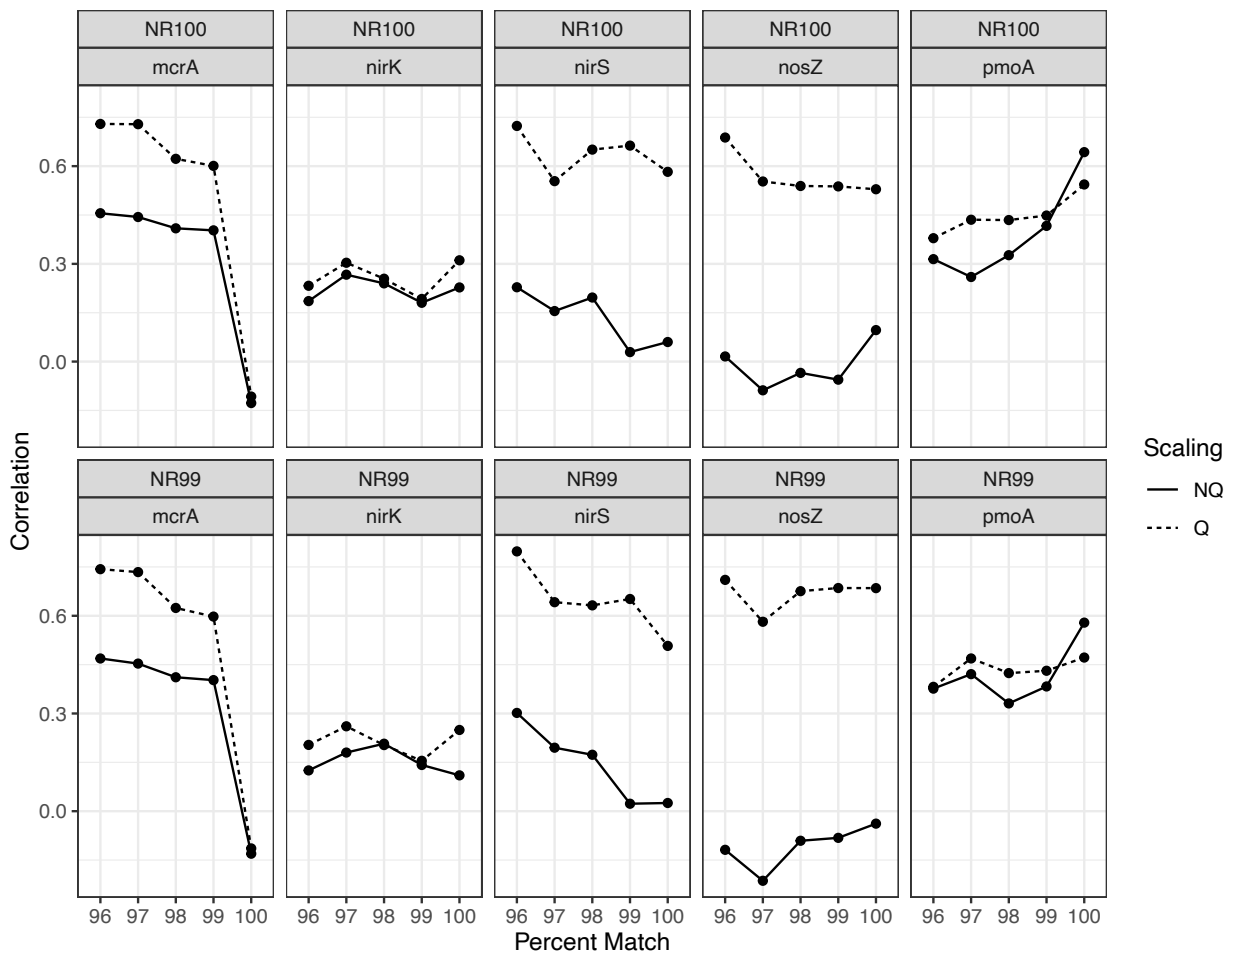 NR100 NR100 NR100 NR100 NR100
mcrA nirK nirS nosZ pmoA
0.6
0.3
0.0
Correlation
NR99 NR99 NR99 NR99 NR99
mcrA nirK nirS nosZ pmoA
0.6
0.3
0.0
96 97 98 99 100 96 97 98 99 100 96 97 98 99 100 96 97 98 99 100 96 97 98 99 100
Percent Match
Scaling
NQ
Q